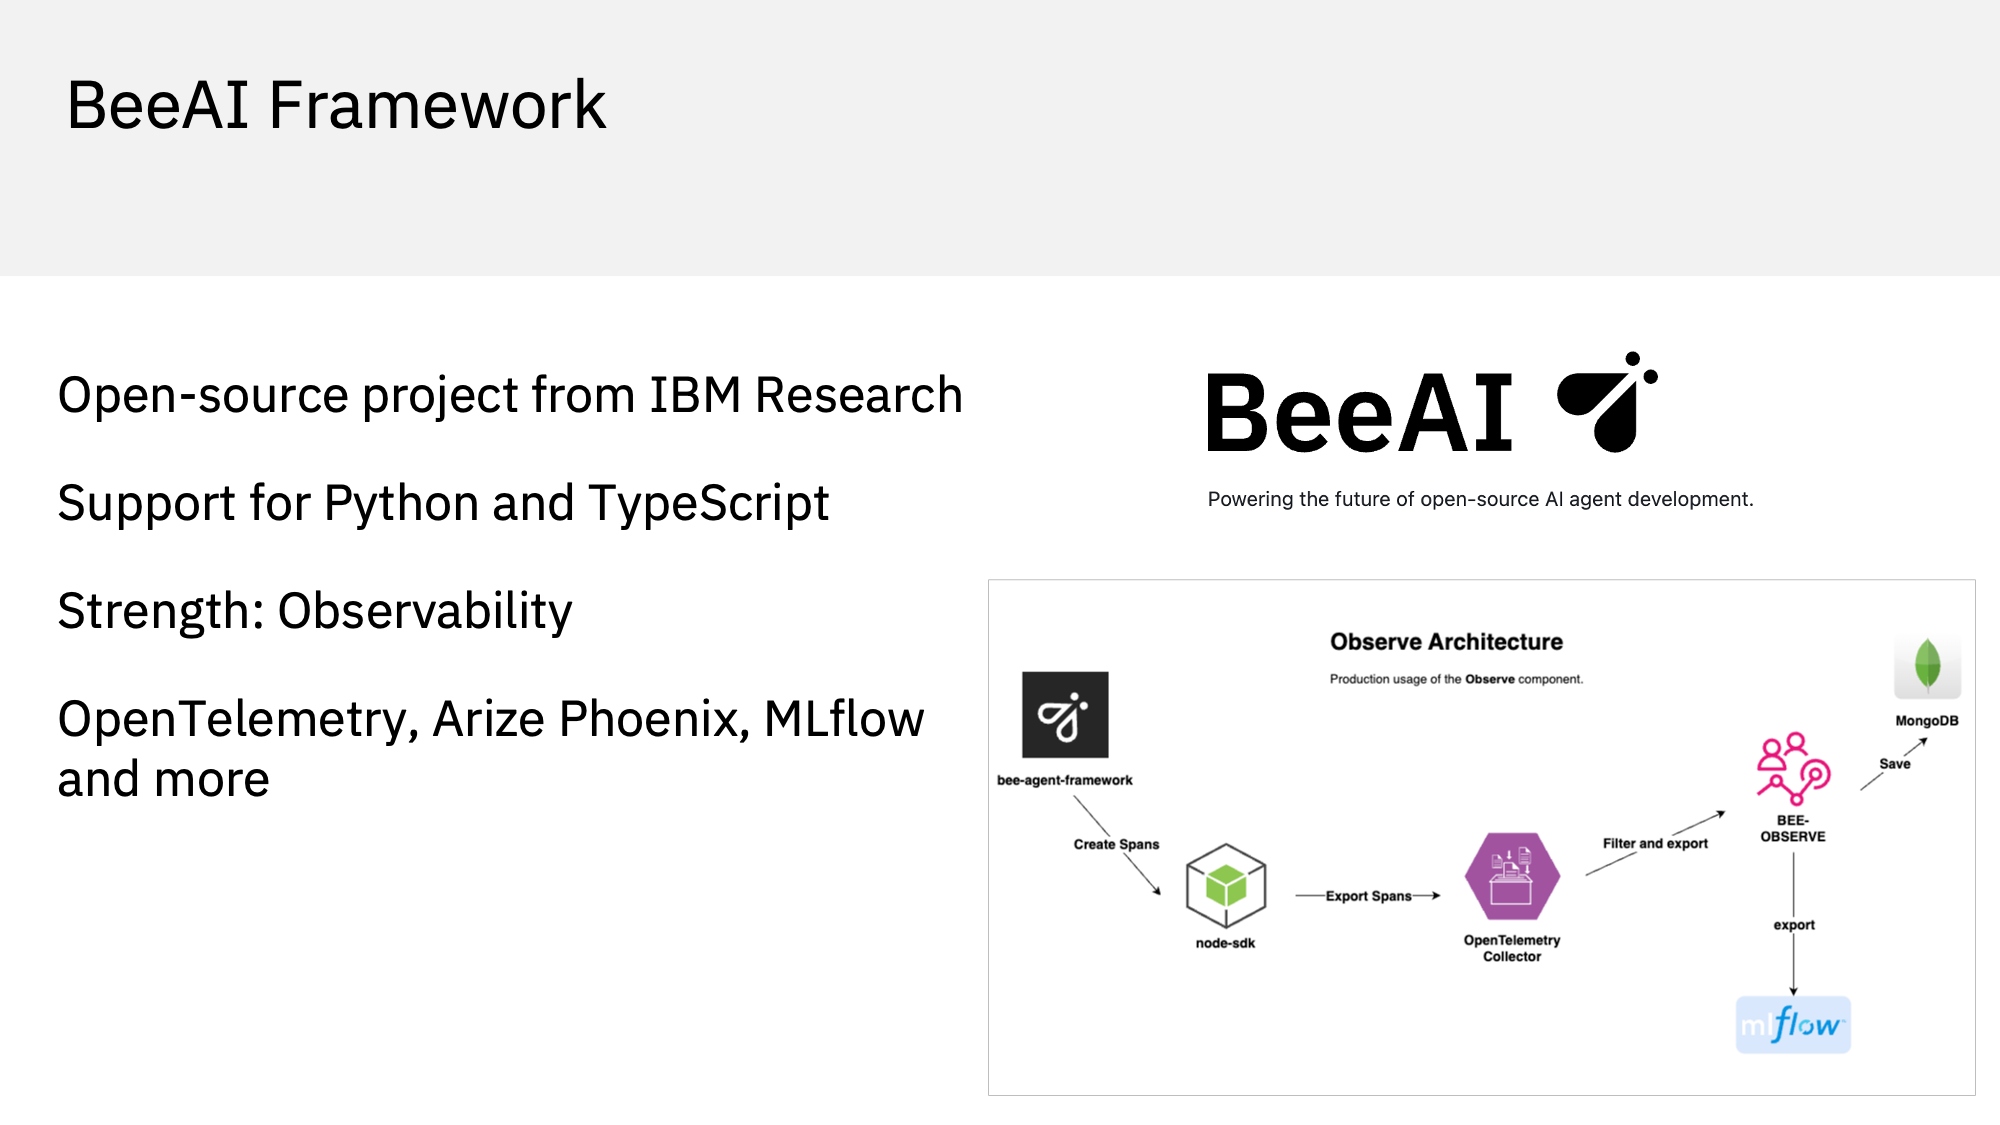 BeeAI Framework
Open-source project from IBM Research
Support for Python and TypeScript
Strength: Observability
OpenTelemetry, Arize Phoenix, MLflow
and more
BeeAI
Powering the future of open-source AI agent development.
Observe Architecture
Production usage of the Observe component.
bee-agent-framework
Create Spans
node-sdk
Export Spans
OpenTelemetry
Collector
Filter and export
BEE-
OBSERVE
Save
MongoDB
export
mlflow